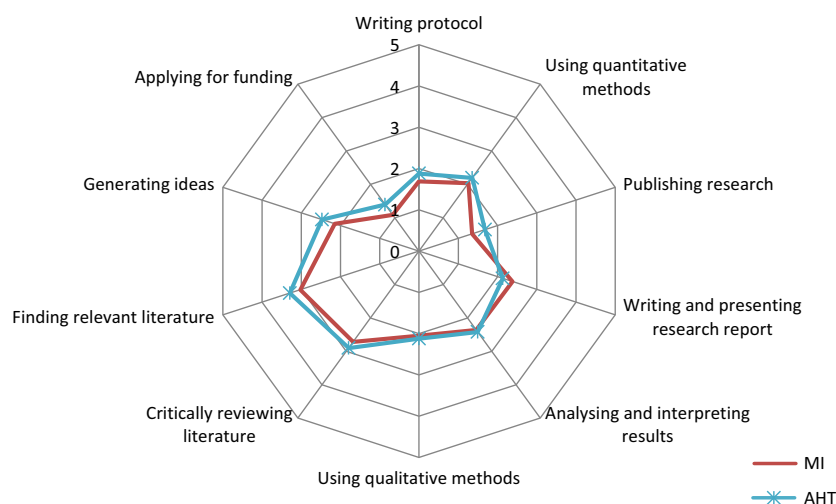 Writing protocol
5
Using quantitative
methods
Applying for funding
4
3
2
Generating ideas
Publishing research
1
0
Finding relevant literature
Writing and presenting
research report
Critically reviewing
literature
Analysing and interpreting
results
Using qualitative methods
MI
AHT